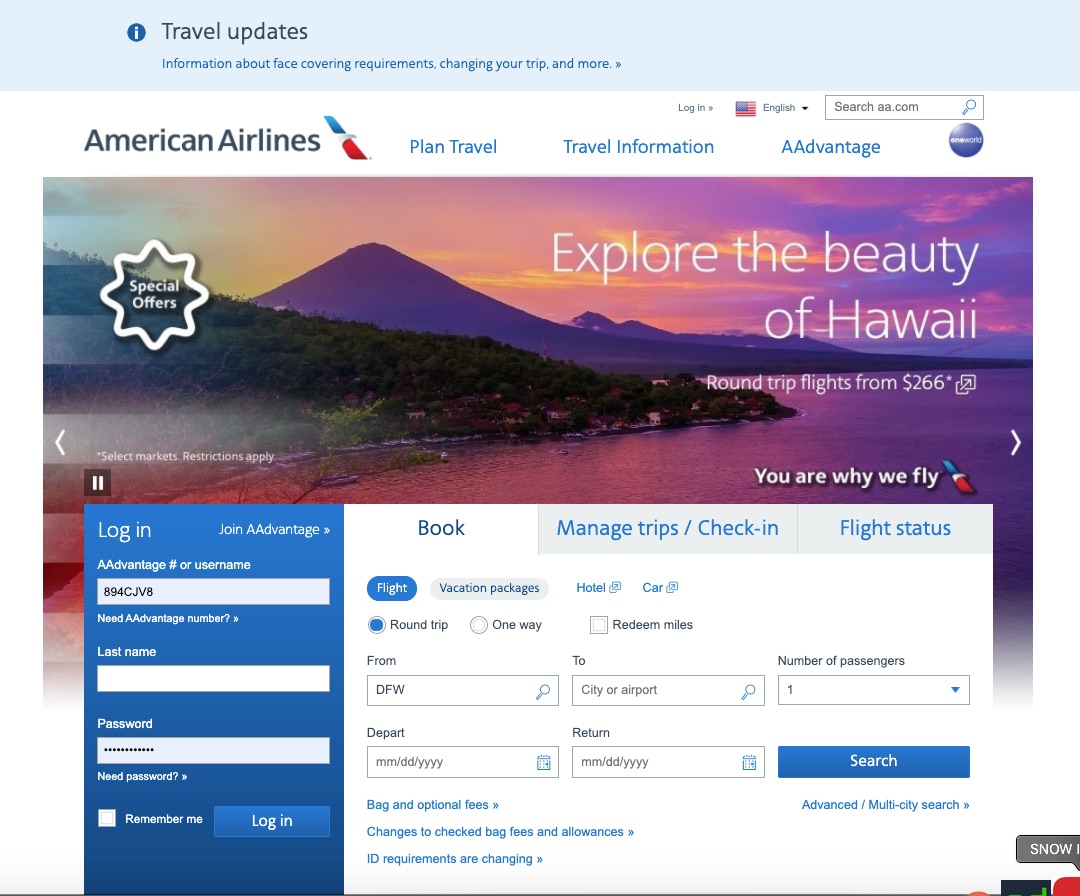 Travel updates
Information about face covering requirements, changing your trip, and more. »
Log in »
English
Search aa.com
American Airlines
Plan Travel
Travel Information
AAdvantage
oneworld
Special
Offers
Explore the beauty
of Hawaii
Round trip flights from $266*
*Select markets. Restrictions apply.
You are why we fly
Log in
Join AAdvantage »
AAdvantage # or username
894CJV8
Need AAdvantage number? »
Last name
Password
••••••••••••
Need password? »
Remember me
Log in
Book
Manage trips / Check-in
Flight status
Flight
Vacation packages
Hotel
Car
Round trip
One way
Redeem miles
From
To
Number of passengers
DFW
City or airport
1
Depart
Return
mm/dd/yyyy
mm/dd/yyyy
Search
Bag and optional fees »
Advanced / Multi-city search »
Changes to checked bag fees and allowances »
ID requirements are changing »
SNOW